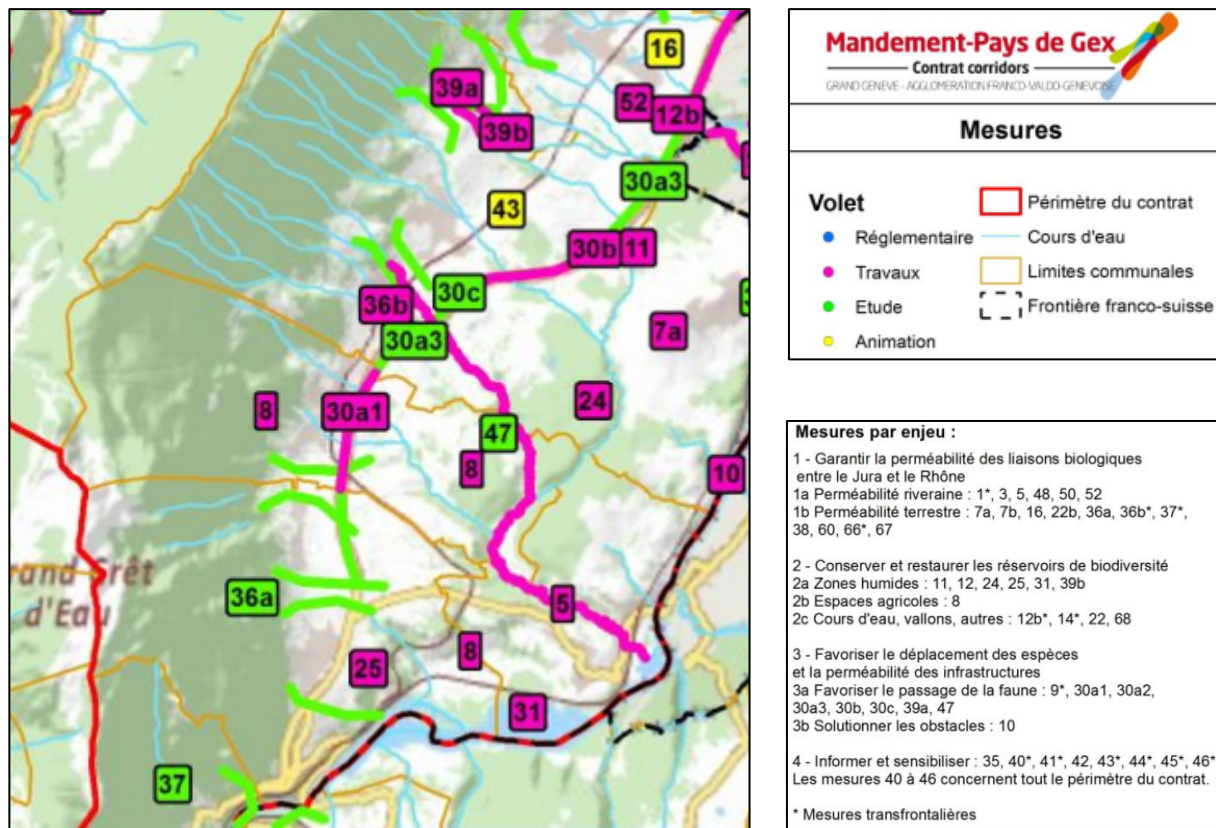 16
39a
52
12b
39b
30a3
43
30b
11
30c
36b
7a
30a3
8
30a1
24
47
8
10
36a
5
8
25
31
37
d'Eau
Mandement-Pays de Gex
Contrat corridors
GRAND GENEVE - AGGLOMERATION FRANCO-VALDO-GENEVOISE
Mesures
Volet
Réglementaire
Travaux
Etude
Animation
Périmètre du contrat
Cours d'eau
Limites communales
Frontière franco-suisse
Mesures par enjeu :
1 - Garantir la perméabilité des liaisons biologiques
entre le Jura et le Rhône
1a Perméabilité riveraine : 1*, 3, 5, 48, 50, 52
1b Perméabilité terrestre : 7a, 7b, 16, 22b, 36a, 36b*, 37*,
38, 60, 66*, 67
2 - Conserver et restaurer les réservoirs de biodiversité
2a Zones humides : 11, 12, 24, 25, 31, 39b
2b Espaces agricoles : 8
2c Cours d'eau, vallons, autres : 12b*, 14*, 22, 68
3 - Favoriser le déplacement des espèces
et la perméabilité des infrastructures
3a Favoriser le passage de la faune : 9*, 30a1, 30a2,
30a3, 30b, 30c, 39a, 47
3b Solutionner les obstacles : 10
4 - Informer et sensibiliser : 35, 40*, 41*, 42, 43*, 44*, 45*, 46*
Les mesures 40 à 46 concernent tout le périmètre du contrat.
* Mesures transfrontalières